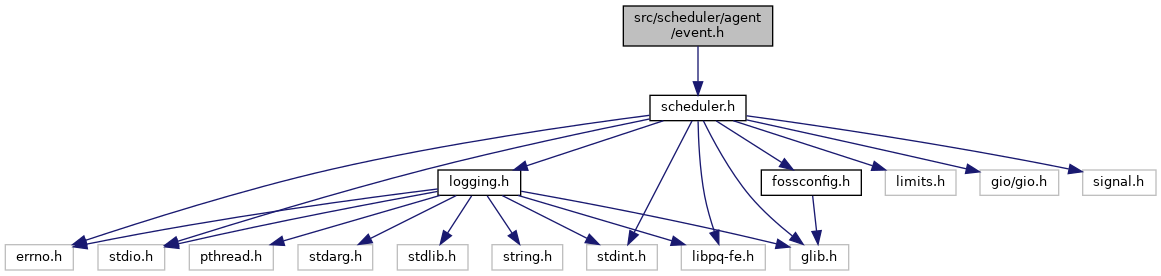 src/scheduler/agent
/event.h
scheduler.h
logging.h
fossconfig.h
limits.h
gio/gio.h
signal.h
errno.h
stdio.h
pthread.h
stdarg.h
stdlib.h
string.h
stdint.h
libpq-fe.h
glib.h